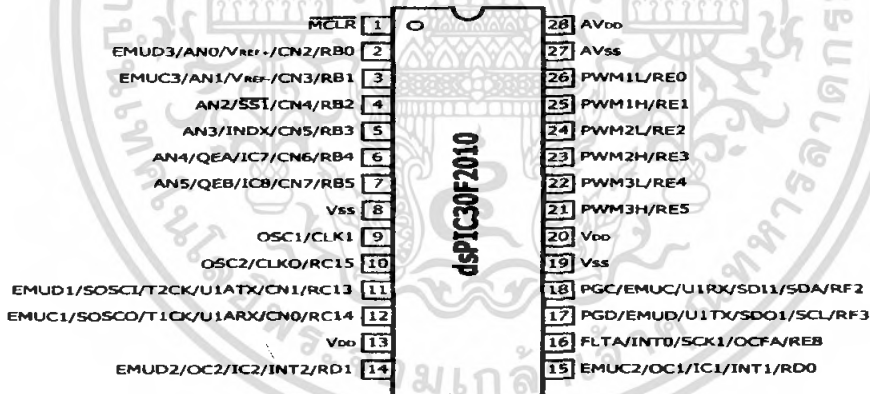 MCLR 1
EMUD3/AN0/VREF+/CN2/RB0 2
EMUC3/AN1/VREF-/CN3/RB1 3
AN2/SS1/CN4/RB2 4
AN3/INDX/CN5/RB3 5
AN4/QEA/IC7/CN6/RB4 6
AN5/QEB/IC8/CN7/RB5 7
Vss 8
OSC1/CLK1 9
OSC2/CLKO/RC15 10
EMUD1/SOSCI/T2CK/U1ATX/CN1/RC13 11
EMUC1/SOSCO/T1CK/U1ARX/CN0/RC14 12
VDD 13
EMUD2/OC2/IC2/INT2/RD1 14
dsPIC30F2010
28 AVDD
27 AVss
26 PWM1L/RE0
25 PWM1H/RE1
24 PWM2L/RE2
23 PWM2H/RE3
22 PWM3L/RE4
21 PWM3H/RE5
20 VDD
19 Vss
18 PGC/EMUC/U1RX/SDI1/SDA/RF2
17 PGD/EMUD/U1TX/SDO1/SCL/RF3
16 FLTA/INT0/SCK1/OCFA/RE8
15 EMUC2/OC1/IC1/INT1/RD0